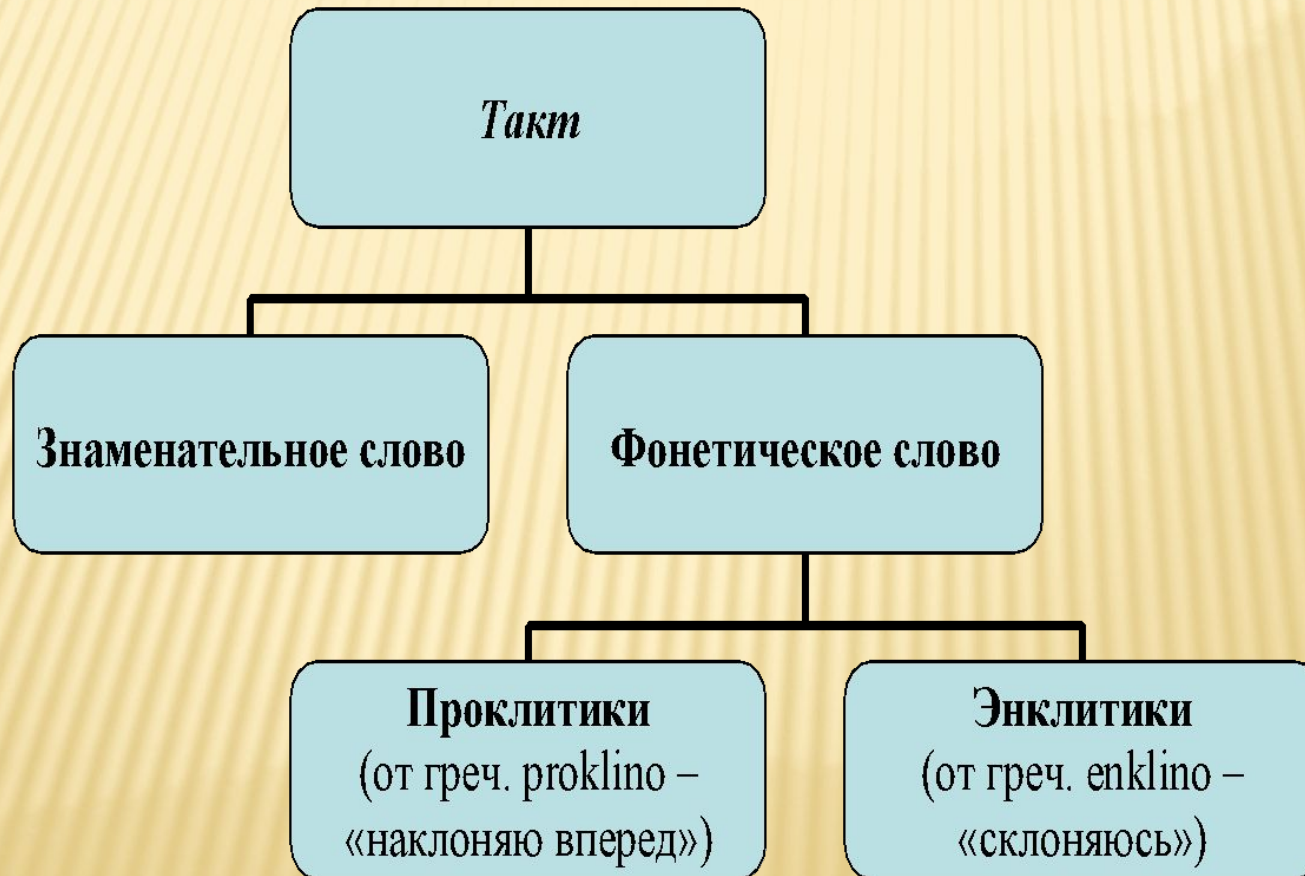 Такт
Знаменательное слово
Фонетическое слово
Проклитики
(от греч. proklino –
«наклоняю вперед»)
Энклитики
(от греч. enklino –
«склоняюсь»)